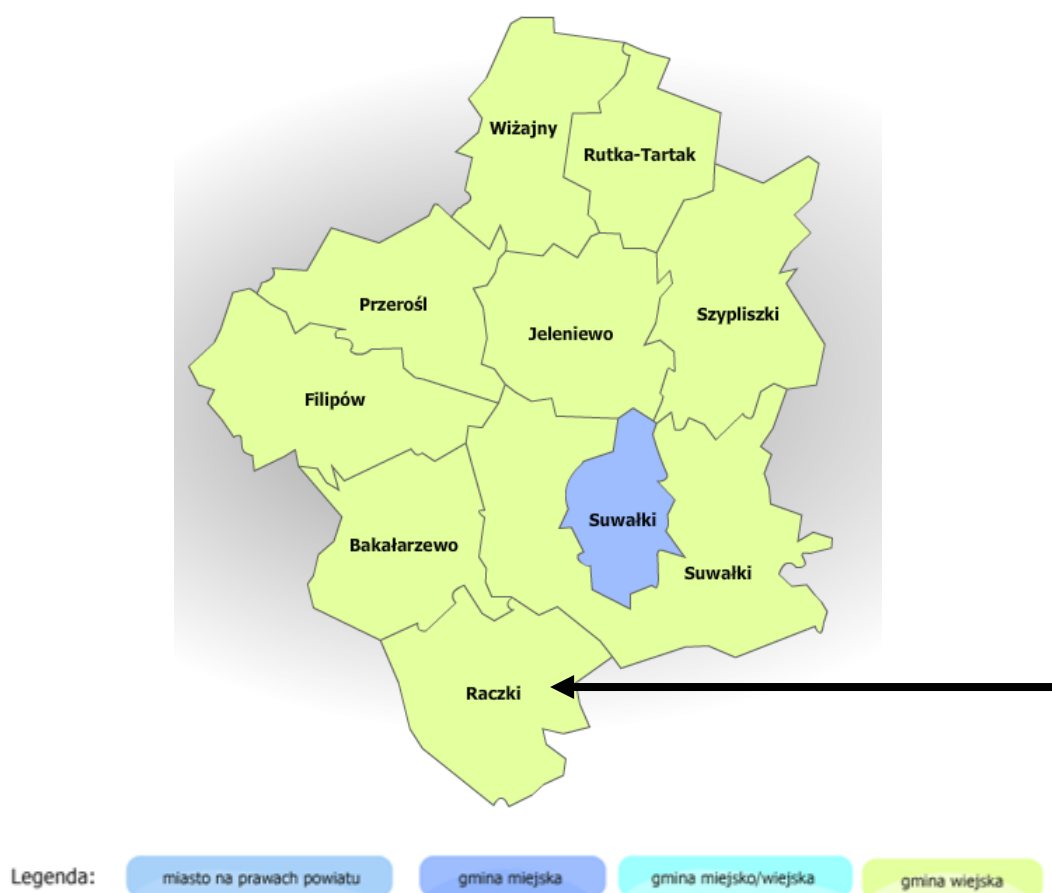 Wiżajny
Rutka-Tartak
Przerośl
Szypliszki
Jeleniewo
Filipów
Suwałki
Bakałarzewo
Suwałki
Raczki
Legenda:
miasto na prawach powiatu
gmina miejska
gmina miejsko/wiejska
gmina wiejska